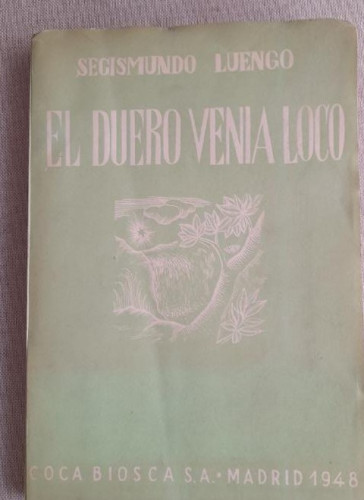 SEGISMUNDO LUENGO
EL DUERO VENIA LOCO
COCA BIOSCA S.A. • MADRID 1948